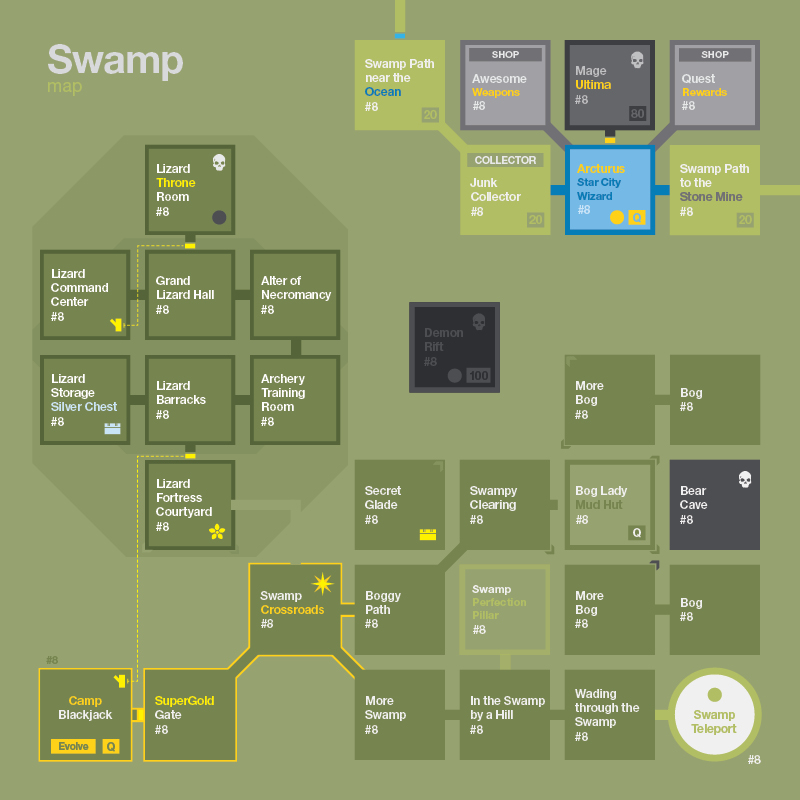 Swamp
map
Swamp Path
near the
Ocean
#8
20
SHOP
Awesome
Weapons
#8
Mage
Ultima
#8
80
SHOP
Quest
Rewards
#8
COLLECTOR
Junk
Collector
#8
20
Arcturus
Star City
Wizard
#8
Q
Swamp Path
to the
Stone Mine
#8
20
Lizard
Throne
Room
#8
Lizard
Command
Center
#8
Grand
Lizard Hall
#8
Alter of
Necromancy
#8
Demon
Rift
#8
100
Lizard
Storage
Silver Chest
#8
Lizard
Barracks
#8
Archery
Training
Room
#8
More
Bog
#8
Bog
#8
Lizard
Fortress
Courtyard
#8
Secret
Glade
#8
Swampy
Clearing
#8
Bog Lady
Mud Hut
#8
Q
Bear
Cave
#8
Swamp
Crossroads
#8
Boggy
Path
#8
Swamp
Perfection
Pillar
#8
More
Bog
#8
Bog
#8
#8
Camp
Blackjack
Evolve
Q
SuperGold
Gate
#8
More
Swamp
#8
In the Swamp
by a Hill
#8
Wading
through the
Swamp
#8
Swamp
Teleport
#8